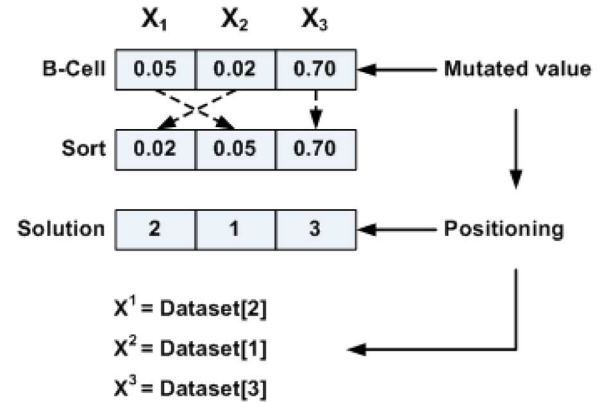 X₁ X₂ X₃
B-Cell 0.05 0.02 0.70 Mutated value
Sort 0.02 0.05 0.70
Solution 2 1 3 Positioning
X¹ = Dataset[2]
X² = Dataset[1]
X³ = Dataset[3]